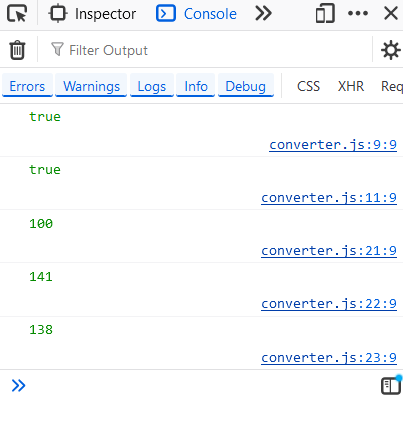 Inspector
Console
Filter Output
Errors
Warnings
Logs
Info
Debug
CSS
XHR
Req
true
converter.js:9:9
true
converter.js:11:9
100
converter.js:21:9
141
converter.js:22:9
138
converter.js:23:9